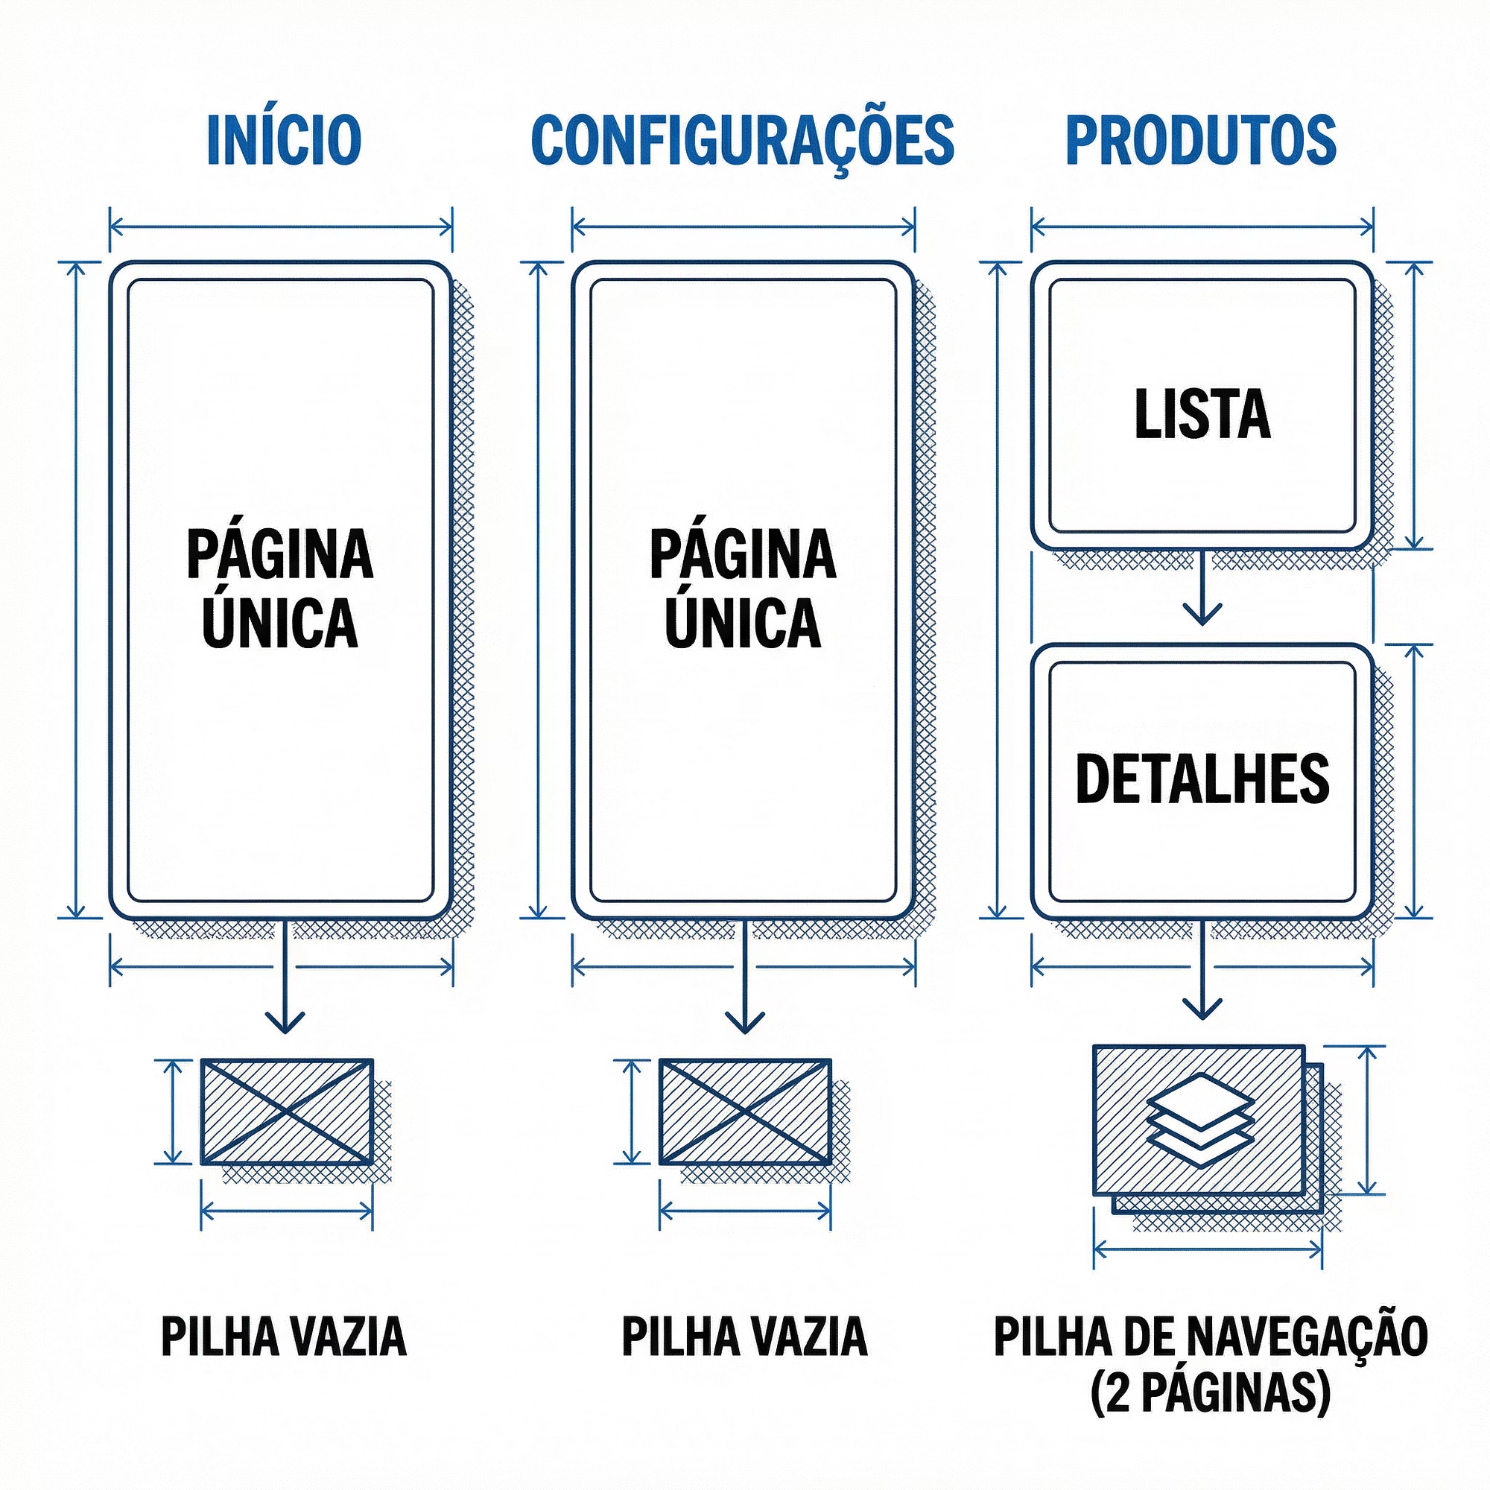 INÍCIO
PÁGINA
ÚNICA
PILHA VAZIA
CONFIGURAÇÕES
PÁGINA
ÚNICA
PILHA VAZIA
PRODUTOS
LISTA
DETALHES
PILHA DE NAVEGAÇÃO
(2 PÁGINAS)